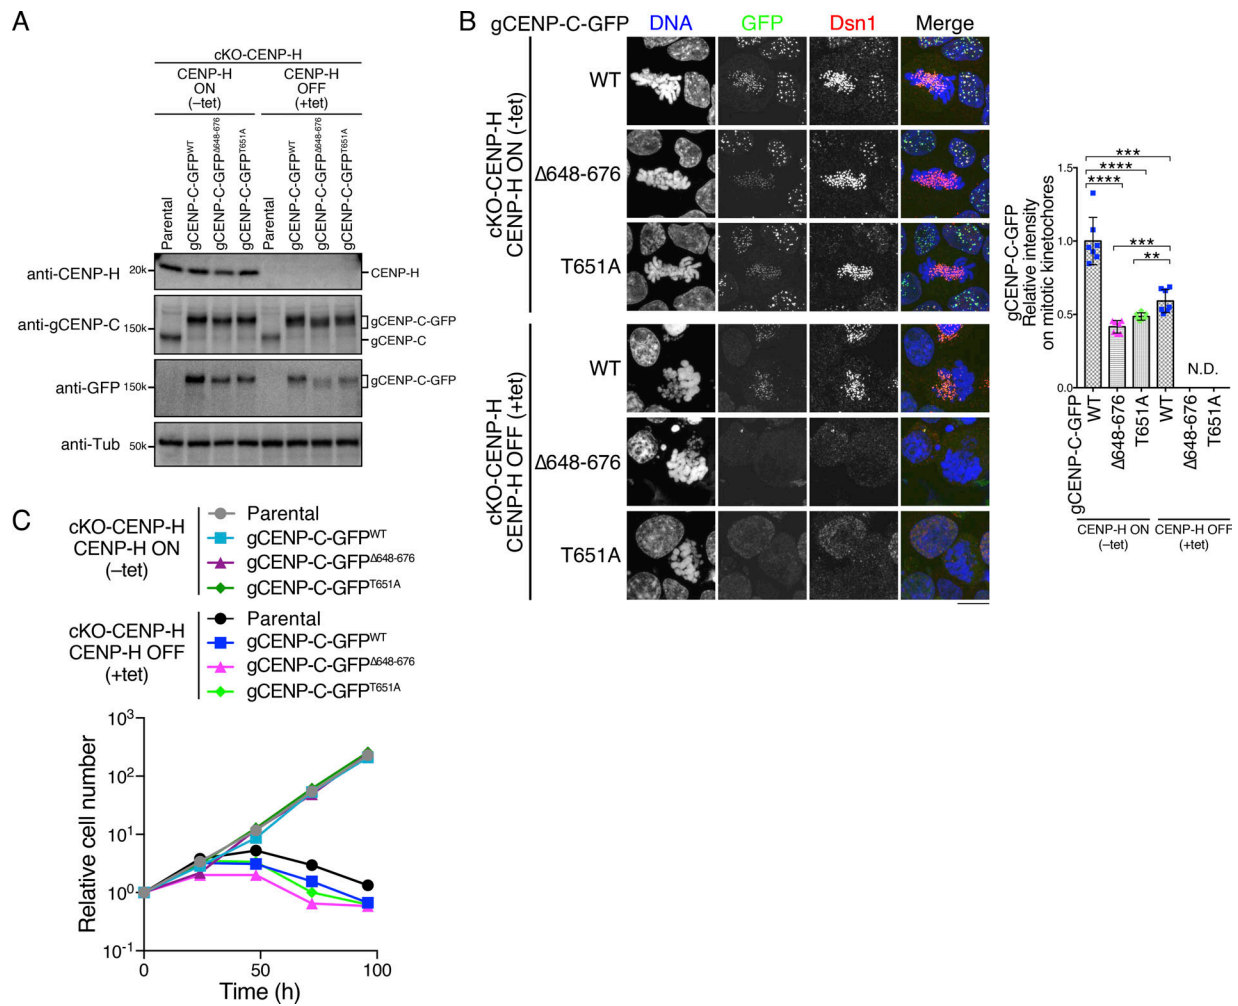 A
cKO-CENP-H
CENP-H
ON
(–tet)
CENP-H
OFF
(+tet)
Parental
gCENP-C-GFPWT
gCENP-C-GFPΔ648-676
gCENP-C-GFPT651A
Parental
gCENP-C-GFPWT
gCENP-C-GFPΔ648-676
gCENP-C-GFPT651A
anti-CENP-H
20k
CENP-H
anti-gCENP-C
150k
gCENP-C-GFP
gCENP-C
anti-GFP
150k
gCENP-C-GFP
anti-Tub
50k
B
gCENP-C-GFP DNA GFP Dsn1 Merge
cKO-CENP-H
CENP-H ON (-tet)
WT
Δ648-676
T651A
cKO-CENP-H
CENP-H OFF (+tet)
WT
Δ648-676
T651A
gCENP-C-GFP
Relative intensity
on mitotic kinetochores
1.5
1.0
0.5
0.0
***
****
****
***
**
N.D.
gCENP-C-GFP
WT
Δ648-676
T651A
WT
Δ648-676
T651A
CENP-H ON
(–tet)
CENP-H OFF
(+tet)
C
cKO-CENP-H
CENP-H ON
(–tet)
Parental
gCENP-C-GFPWT
gCENP-C-GFPΔ648-676
gCENP-C-GFPT651A
cKO-CENP-H
CENP-H OFF
(+tet)
Parental
gCENP-C-GFPWT
gCENP-C-GFPΔ648-676
gCENP-C-GFPT651A
Relative cell number
10³
10²
10¹
10⁰
10⁻¹
0 50 100
Time (h)